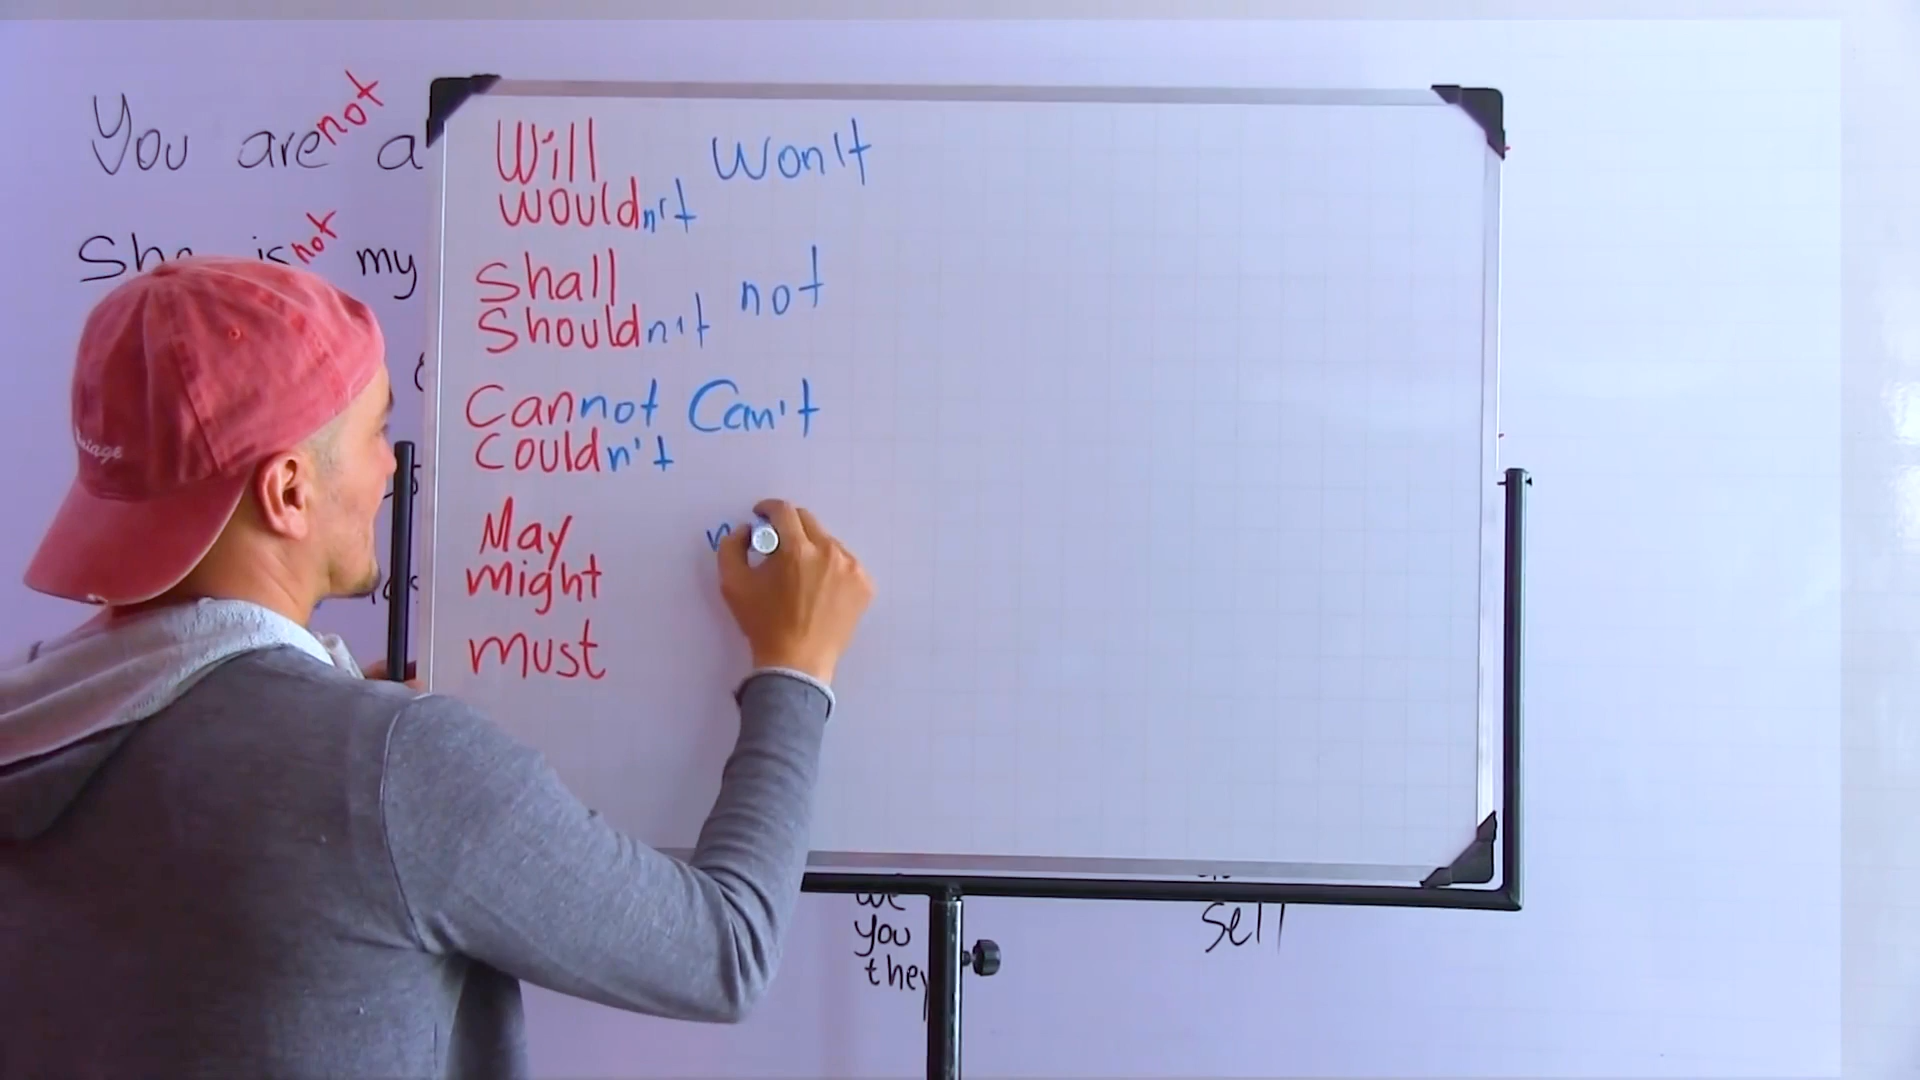 You are not a
She is not my
Will Won't
Wouldn't
Shall not
Shouldn't
Cannot Can't
Couldn't
May
might
must
we
you
they
sell